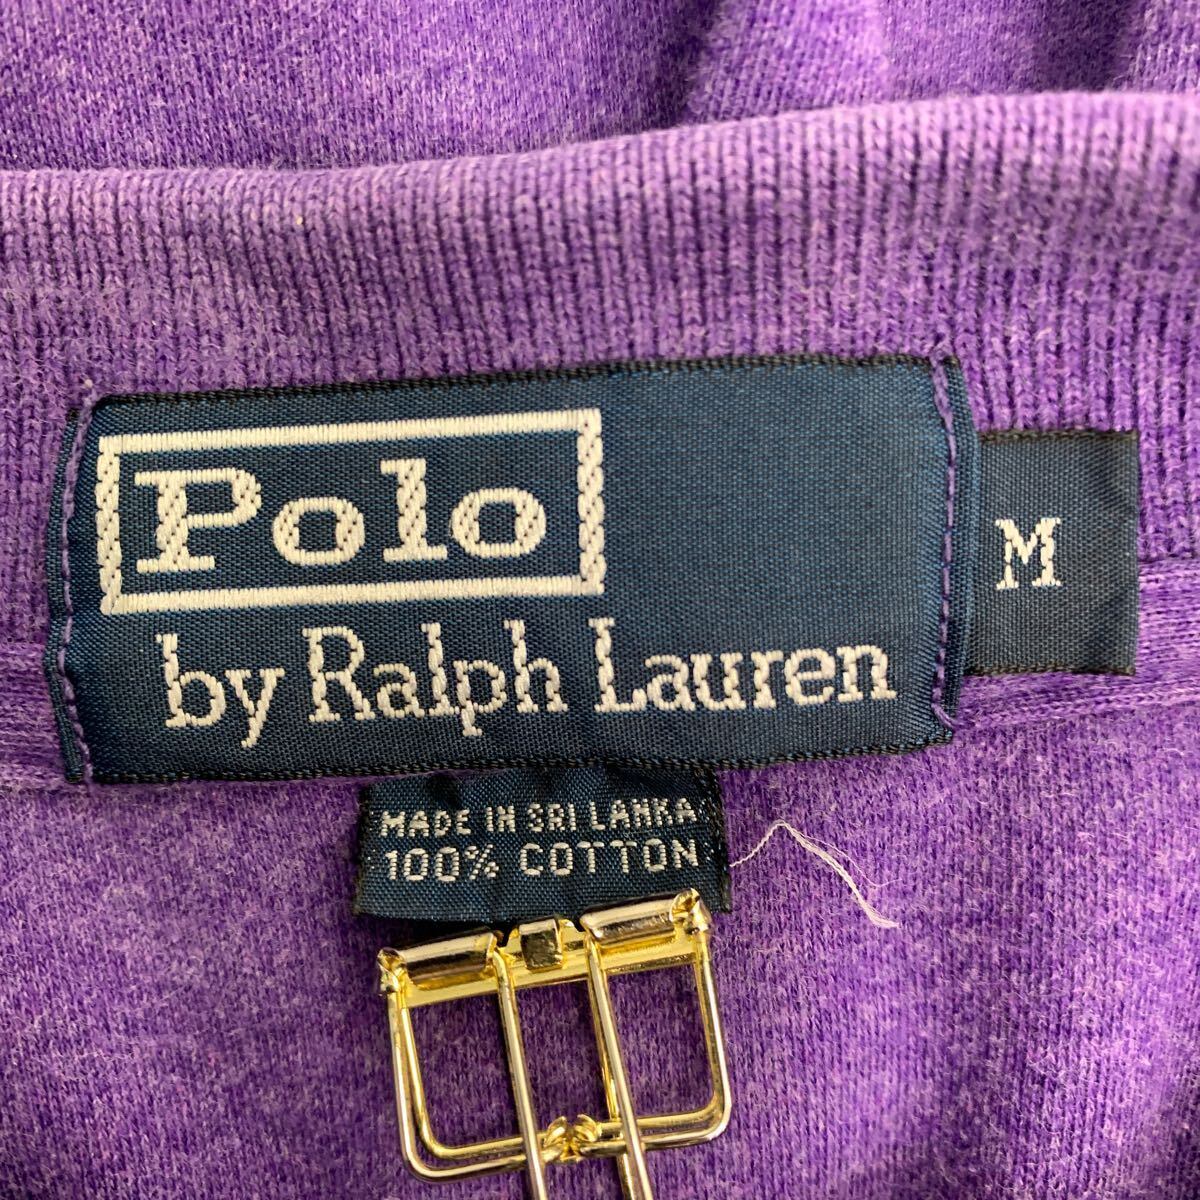 Polo
by Ralph Lauren
M
MADE IN SRI LANKA
100% COTTON